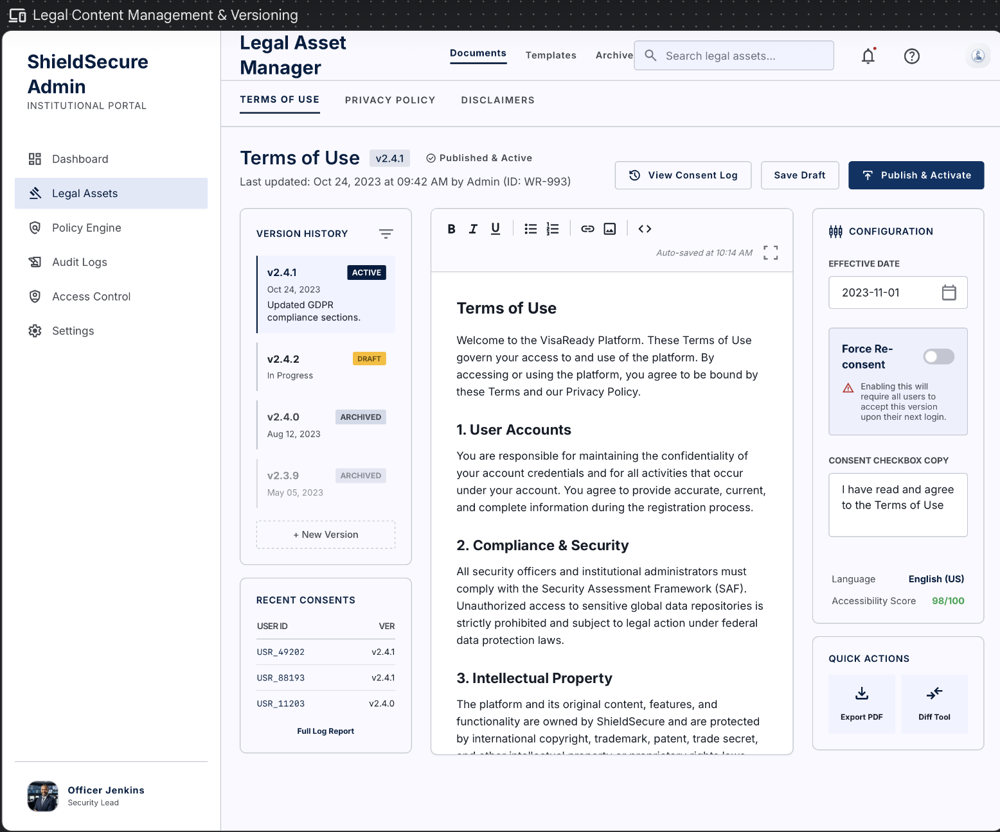 Legal Content Management & Versioning
ShieldSecure
Admin
INSTITUTIONAL PORTAL
Dashboard
Legal Assets
Policy Engine
Audit Logs
Access Control
Settings
Officer Jenkins
Security Lead
Legal Asset
Manager
Documents
Templates
Archive
Search legal assets...
TERMS OF USE
PRIVACY POLICY
DISCLAIMERS
Terms of Use
v2.4.1
Published & Active
Last updated: Oct 24, 2023 at 09:42 AM by Admin (ID: WR-993)
View Consent Log
Save Draft
Publish & Activate
VERSION HISTORY
v2.4.1
ACTIVE
Oct 24, 2023
Updated GDPR
compliance sections.
v2.4.2
DRAFT
In Progress
v2.4.0
ARCHIVED
Aug 12, 2023
v2.3.9
ARCHIVED
May 05, 2023
+ New Version
RECENT CONSENTS
USER ID VER
USR_49202 v2.4.1
USR_88193 v2.4.1
USR_11203 v2.4.0
Full Log Report
B I U
Auto-saved at 10:14 AM
Terms of Use
Welcome to the VisaReady Platform. These Terms of Use
govern your access to and use of the platform. By
accessing or using the platform, you agree to be bound by
these Terms and our Privacy Policy.
1. User Accounts
You are responsible for maintaining the confidentiality of
your account credentials and for all activities that occur
under your account. You agree to provide accurate, current,
and complete information during the registration process.
2. Compliance & Security
All security officers and institutional administrators must
comply with the Security Assessment Framework (SAF).
Unauthorized access to sensitive global data repositories is
strictly prohibited and subject to legal action under federal
data protection laws.
3. Intellectual Property
The platform and its original content, features, and
functionality are owned by ShieldSecure and are protected
by international copyright, trademark, patent, trade secret,
and other intellectual property or proprietary rights laws.
CONFIGURATION
EFFECTIVE DATE
2023-11-01
Force Re-
consent
Enabling this will
require all users to
accept this version
upon their next login.
CONSENT CHECKBOX COPY
I have read and agree
to the Terms of Use
Language English (US)
Accessibility Score 98/100
QUICK ACTIONS
Export PDF
Diff Tool